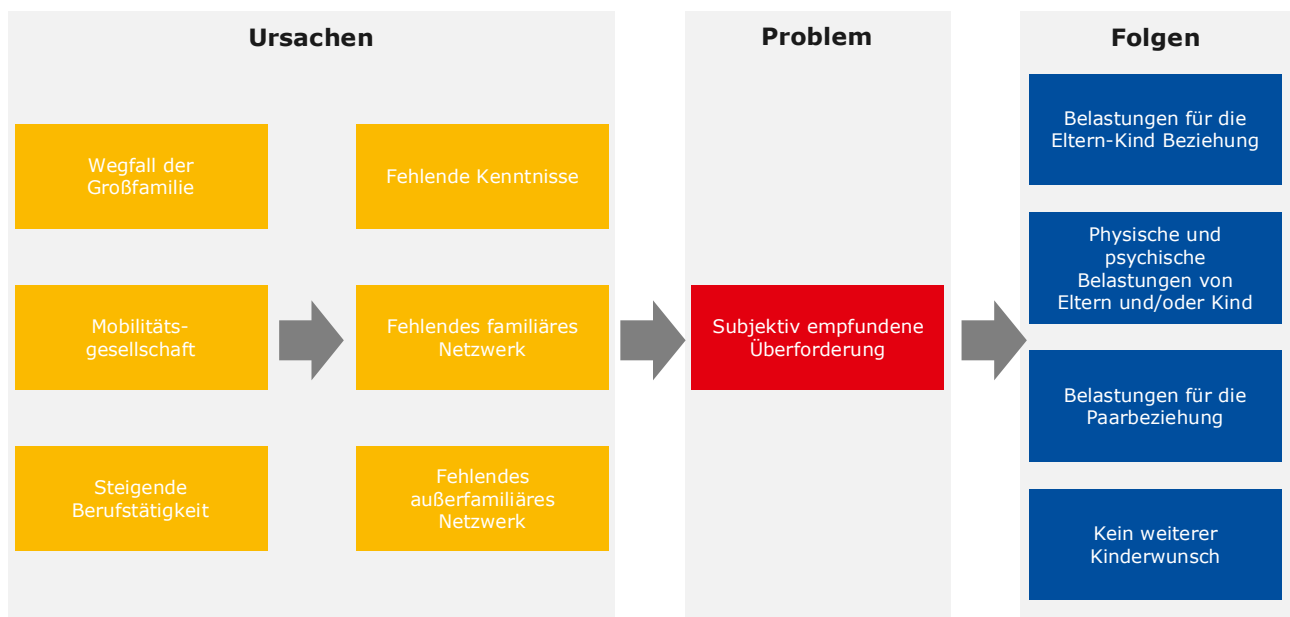 Ursachen
Wegfall der
Großfamilie
Mobilitäts-
gesellschaft
Steigende
Berufstätigkeit
Fehlende Kenntnisse
Fehlendes familiäres
Netzwerk
Fehlendes
außerfamiliäres
Netzwerk
Problem
Subjektiv empfundene
Überforderung
Folgen
Belastungen für die
Eltern-Kind Beziehung
Physische und
psychische
Belastungen von
Eltern und/oder Kind
Belastungen für die
Paarbeziehung
Kein weiterer
Kinderwunsch